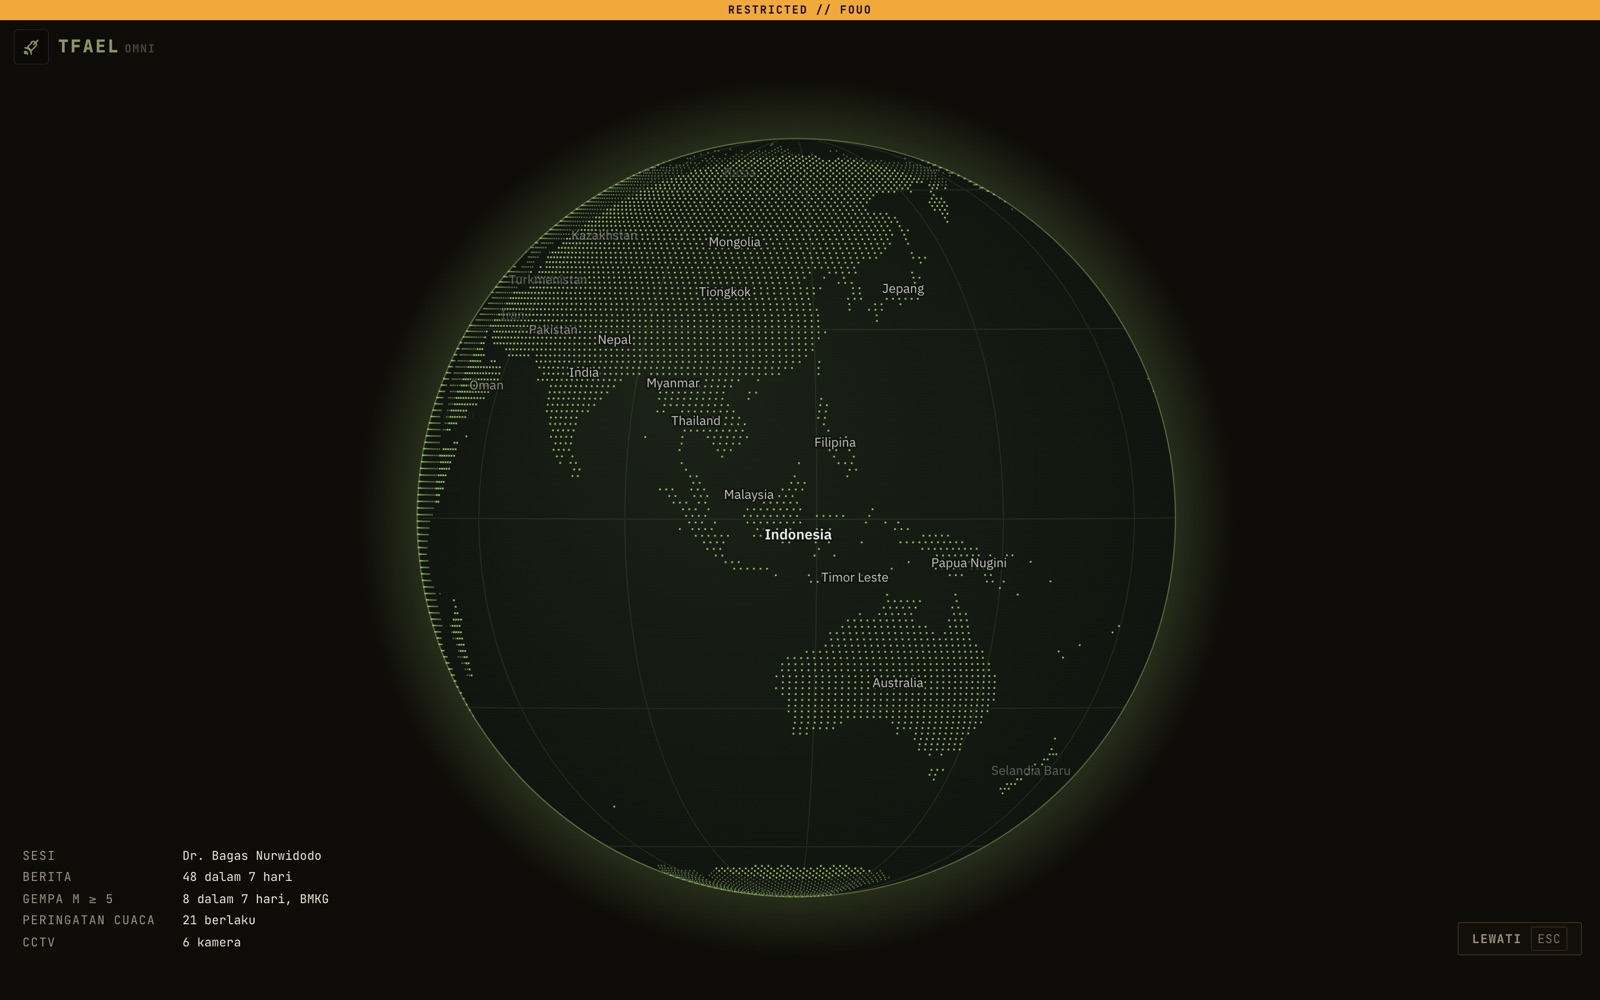 RESTRICTED // FOUO
TFAEL OMNI
Rusia
Kazakhstan
Mongolia
Turkmenistan
Tiongkok
Jepang
Iran
Pakistan
Nepal
India
Oman
Myanmar
Thailand
Filipina
Malaysia
Indonesia
Papua Nugini
Timor Leste
Australia
Selandia Baru
SESI Dr. Bagas Nurwidodo
BERITA 48 dalam 7 hari
GEMPA M ≥ 5 8 dalam 7 hari, BMKG
PERINGATAN CUACA 21 berlaku
CCTV 6 kamera
LEWATI ESC